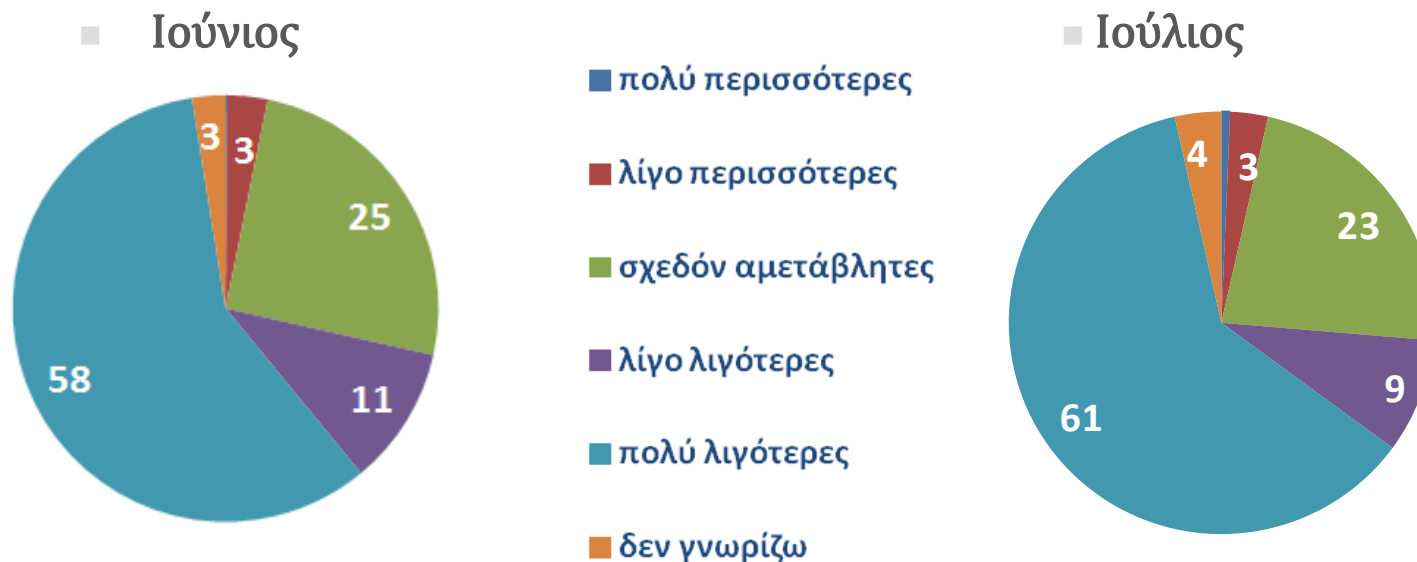 Ιούνιος
3
3
25
11
58
πολύ περισσότερες
λίγο περισσότερες
σχεδόν αμετάβλητες
λίγο λιγότερες
πολύ λιγότερες
δεν γνωρίζω
Ιούλιος
4
3
23
9
61